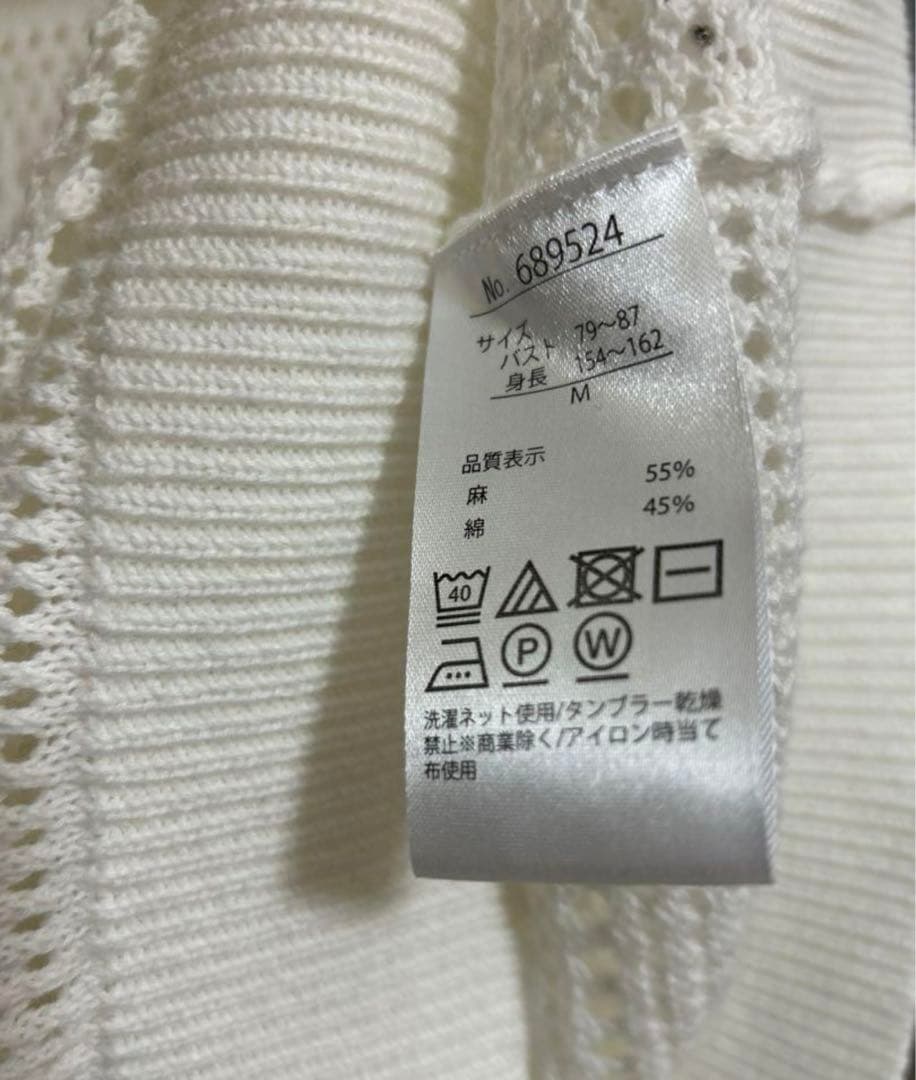 No. 689524
サイズ
バスト 79〜87
身長 154〜162
M
品質表示
麻 55%
綿 45%
40
P W
洗濯ネット使用/タンブラー乾燥
禁止※商業除く/アイロン時当て
布使用